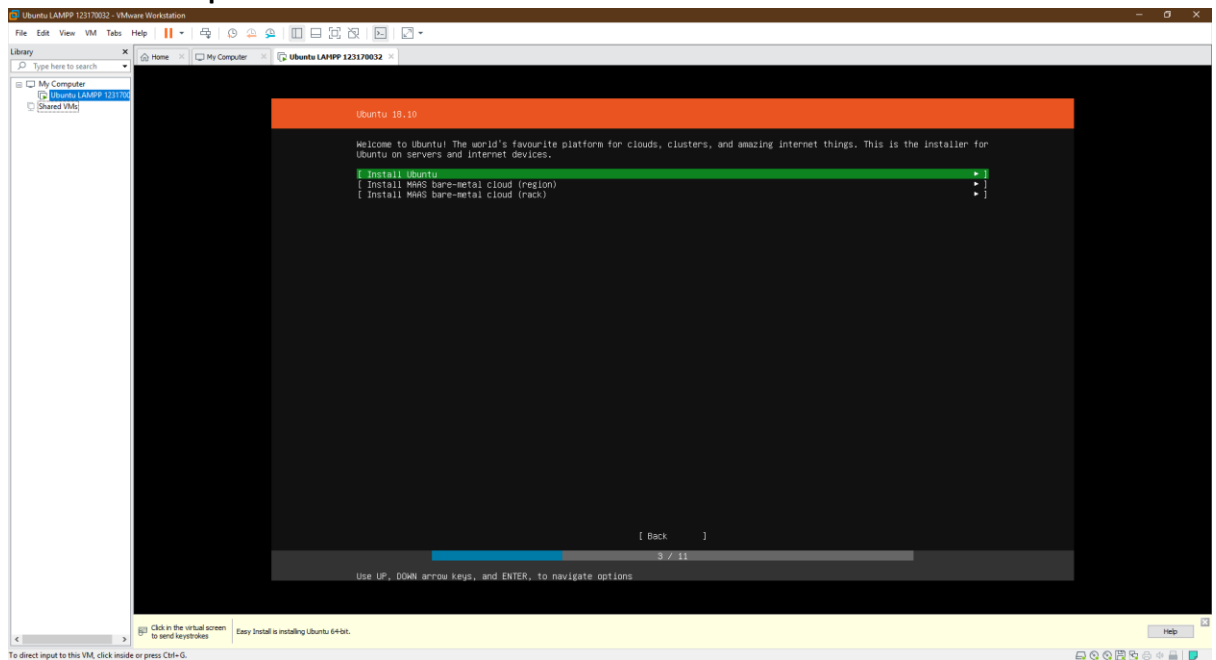 Ubuntu LAMPP 123170032 - VMware Workstation
File Edit View VM Tabs Help
Library
Type here to search
My Computer
Ubuntu LAMPP 123170
Shared VMs
Home
My Computer
Ubuntu LAMPP 123170032
Ubuntu 18.10
Welcome to Ubuntu! The world's favourite platform for clouds, clusters, and amazing internet things. This is the installer for
Ubuntu on servers and internet devices.
[ Install Ubuntu ► ]
[ Install MAAS bare-metal cloud (region) ► ]
[ Install MAAS bare-metal cloud (rack) ► ]
[ Back ]
3 / 11
Use UP, DOWN arrow keys, and ENTER, to navigate options
Click in the virtual screen
to send keystrokes
Easy Install is installing Ubuntu 64-bit.
Help
To direct input to this VM, click inside or press Ctrl+G.